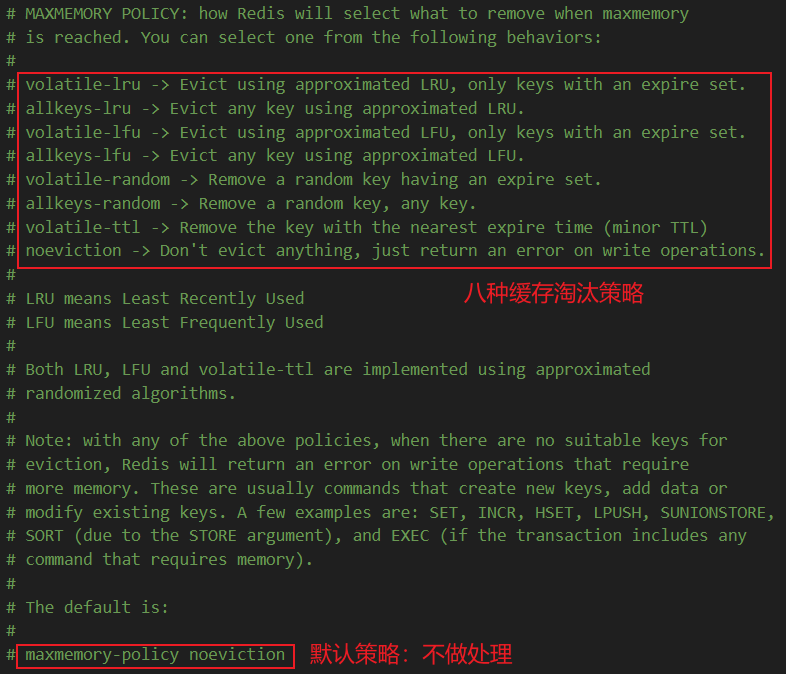 # MAXMEMORY POLICY: how Redis will select what to remove when maxmemory
# is reached. You can select one from the following behaviors:
#
# volatile-lru -> Evict using approximated LRU, only keys with an expire set.
# allkeys-lru -> Evict any key using approximated LRU.
# volatile-lfu -> Evict using approximated LFU, only keys with an expire set.
# allkeys-lfu -> Evict any key using approximated LFU.
# volatile-random -> Remove a random key having an expire set.
# allkeys-random -> Remove a random key, any key.
# volatile-ttl -> Remove the key with the nearest expire time (minor TTL)
# noeviction -> Don't evict anything, just return an error on write operations.
#
八种缓存淘汰策略
# LRU means Least Recently Used
# LFU means Least Frequently Used
#
# Both LRU, LFU and volatile-ttl are implemented using approximated
# randomized algorithms.
#
# Note: with any of the above policies, when there are no suitable keys for
# eviction, Redis will return an error on write operations that require
# more memory. These are usually commands that create new keys, add data or
# modify existing keys. A few examples are: SET, INCR, HSET, LPUSH, SUNIONSTORE,
# SORT (due to the STORE argument), and EXEC (if the transaction includes any
# command that requires memory).
#
# The default is:
#
# maxmemory-policy noeviction 默认策略：不做处理